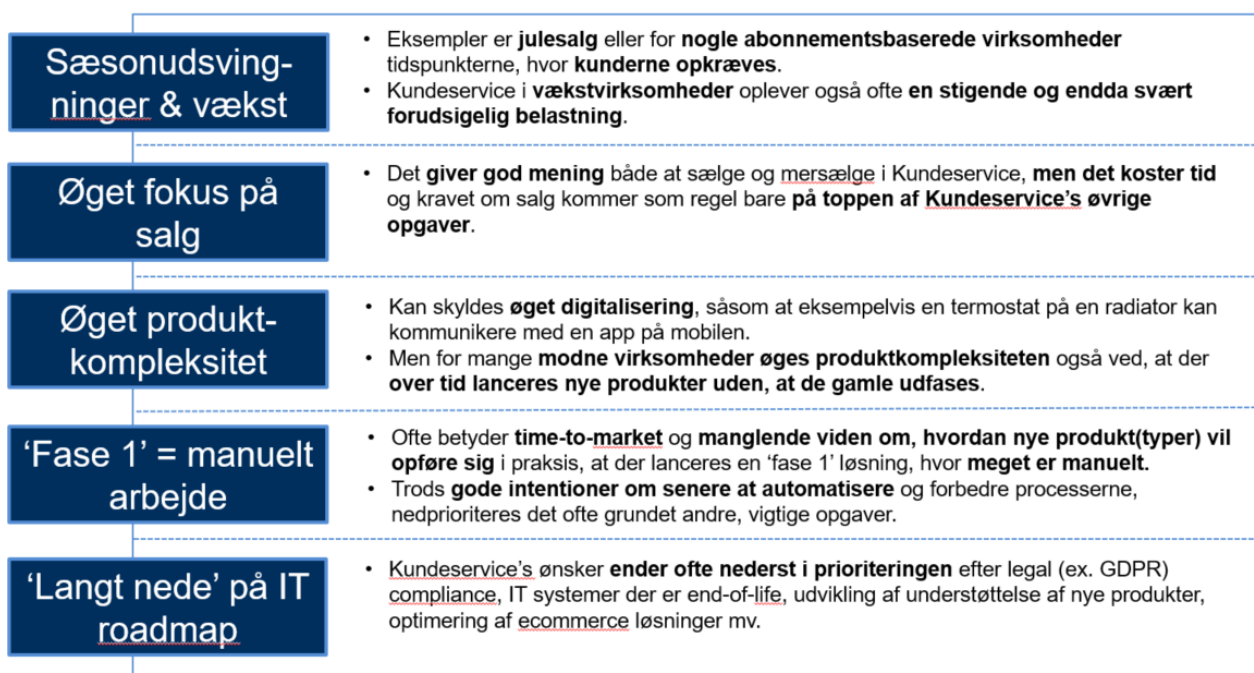 Sæsonudsving-
ninger & vækst
• Eksempler er julesalg eller for nogle abonnementsbaserede virksomheder
tidspunkterne, hvor kunderne opkræves.
• Kundeservice i vækstvirksomheder oplever også ofte en stigende og endda svært
forudsigelig belastning.
Øget fokus på
salg
• Det giver god mening både at sælge og mersælge i Kundeservice, men det koster tid
og kravet om salg kommer som regel bare på toppen af Kundeservice’s øvrige
opgaver.
Øget produkt-
kompleksitet
• Kan skyldes øget digitalisering, såsom at eksempelvis en termostat på en radiator kan
kommunikere med en app på mobilen.
• Men for mange modne virksomheder øges produktkompleksiteten også ved, at der
over tid lanceres nye produkter uden, at de gamle udfases.
‘Fase 1’ = manuelt
arbejde
• Ofte betyder time-to-market og manglende viden om, hvordan nye produkt(typer) vil
opføre sig i praksis, at der lanceres en ‘fase 1’ løsning, hvor meget er manuelt.
• Trods gode intentioner om senere at automatisere og forbedre processerne,
nedprioriteres det ofte grundet andre, vigtige opgaver.
‘Langt nede’ på IT
roadmap
• Kundeservice’s ønsker ender ofte nederst i prioriteringen efter legal (ex. GDPR)
compliance, IT systemer der er end-of-life, udvikling af understøttelse af nye produkter,
optimering af ecommerce løsninger mv.